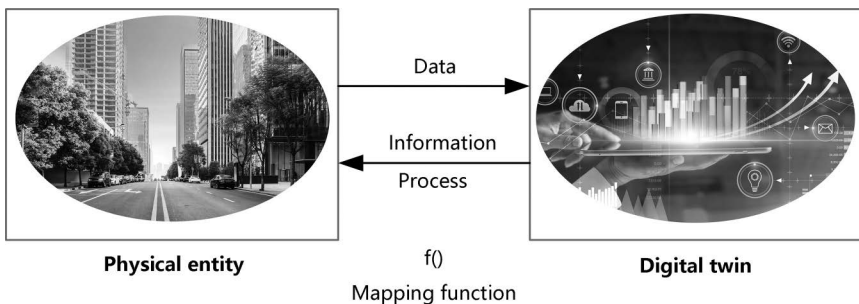 Data
Information
Process
f()
Mapping function
Physical entity
Digital twin